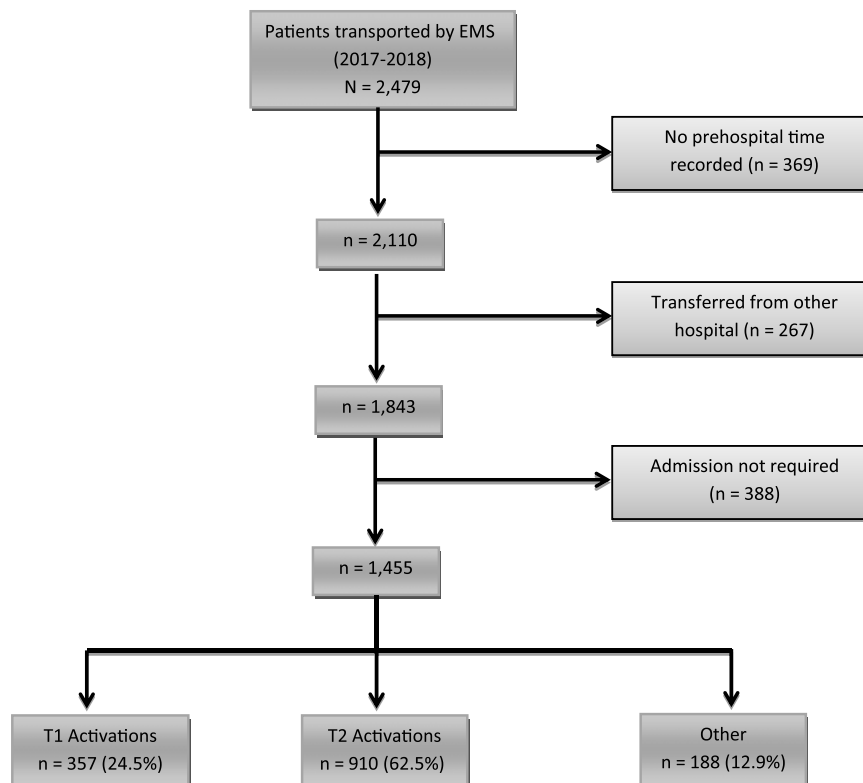 Patients transported by EMS
(2017-2018)
N = 2,479
No prehospital time
recorded (n = 369)
n = 2,110
Transferred from other
hospital (n = 267)
n = 1,843
Admission not required
(n = 388)
n = 1,455
T1 Activations
n = 357 (24.5%)
T2 Activations
n = 910 (62.5%)
Other
n = 188 (12.9%)